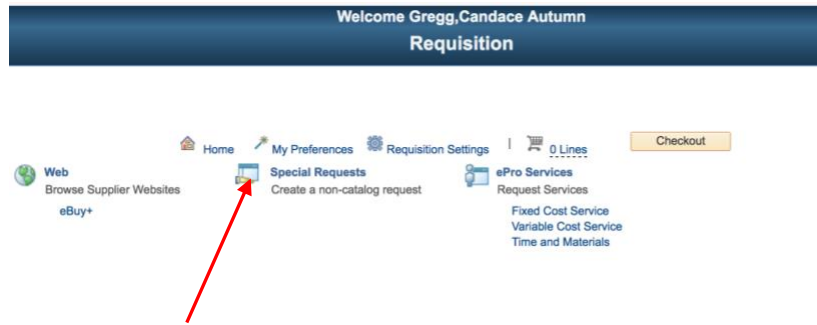 Welcome Gregg,Candace Autumn
Requisition
Home My Preferences Requisition Settings | 0 Lines Checkout
Web
Browse Supplier Websites
eBuy+
Special Requests
Create a non-catalog request
ePro Services
Request Services
Fixed Cost Service
Variable Cost Service
Time and Materials